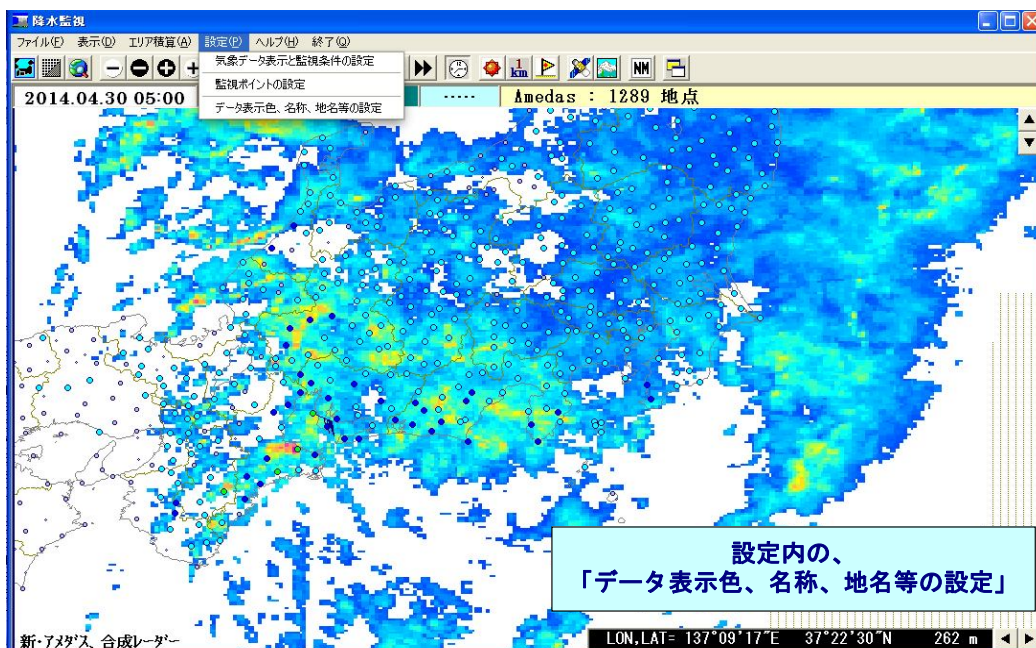 降水監視
ファイル(F) 表示(D) エリア積算(A) 設定(P) ヘルプ(H) 終了(Q)
気象データ表示と監視条件の設定
監視ポイントの設定
データ表示色、名称、地名等の設定
1 km NM
2014.04.30 05:00 ····· Amedas : 1289 地点
設定内の、
「データ表示色、名称、地名等の設定」
新・アメダス、合成レーダー
LON,LAT= 137°09'17"E 37°22'30"N 262 m